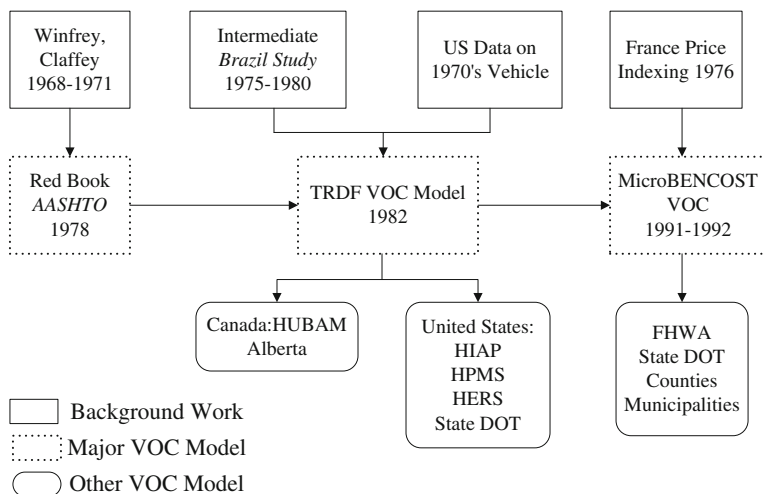 Winfrey,
Claffey
1968-1971
Intermediate
Brazil Study
1975-1980
US Data on
1970's Vehicle
France Price
Indexing 1976
Red Book
AASHTO
1978
TRDF VOC Model
1982
MicroBENCOST
VOC
1991-1992
Canada:HUBAM
Alberta
United States:
HIAP
HPMS
HERS
State DOT
FHWA
State DOT
Counties
Municipalities
Background Work
Major VOC Model
Other VOC Model